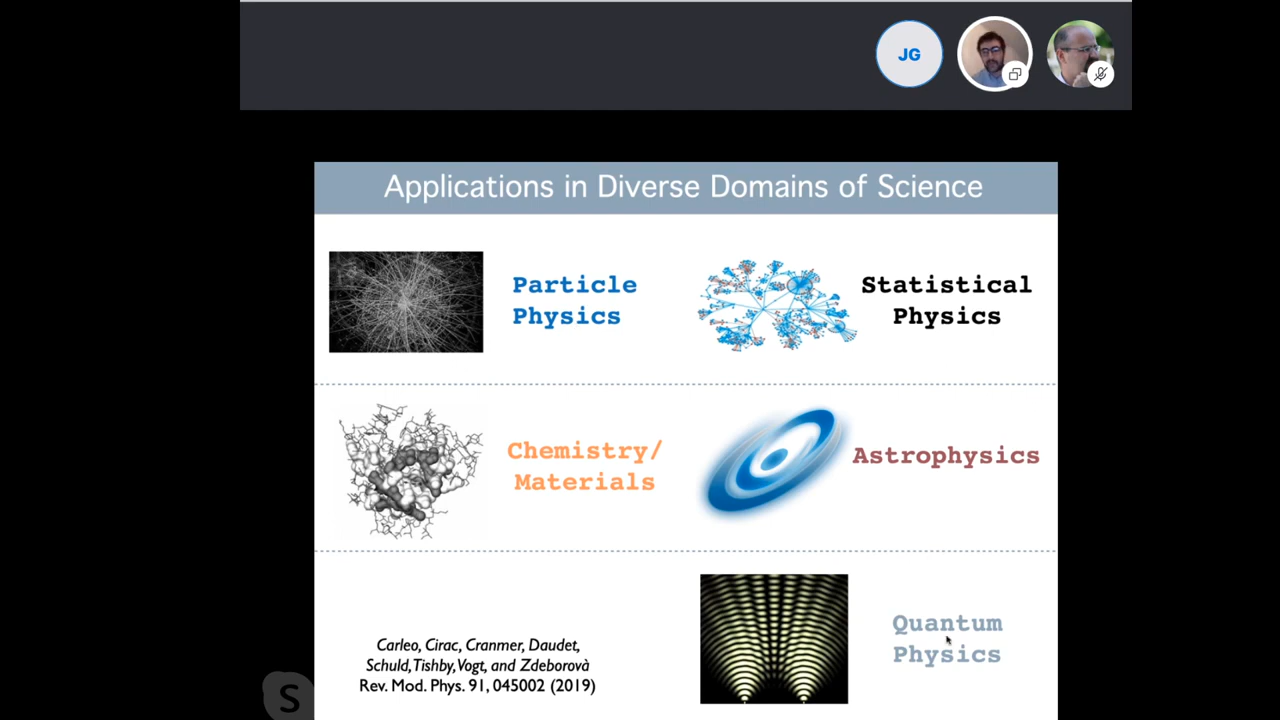 JG
Applications in Diverse Domains of Science
Particle
Physics
Statistical
Physics
Chemistry/
Materials
Astrophysics
Quantum
Physics
Carleo, Cirac, Cranmer, Daudet,
Schuld, Tishby, Vogt, and Zdeborovà
Rev. Mod. Phys. 91, 045002 (2019)
S